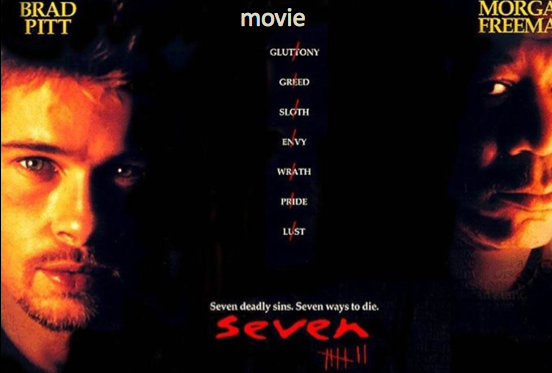 BRAD
PITT
movie
MORGA
FREEMA
GLUTTONY
GREED
SLOTH
ENVY
WRATH
PRIDE
LUST
Seven deadly sins. Seven ways to die.
seven